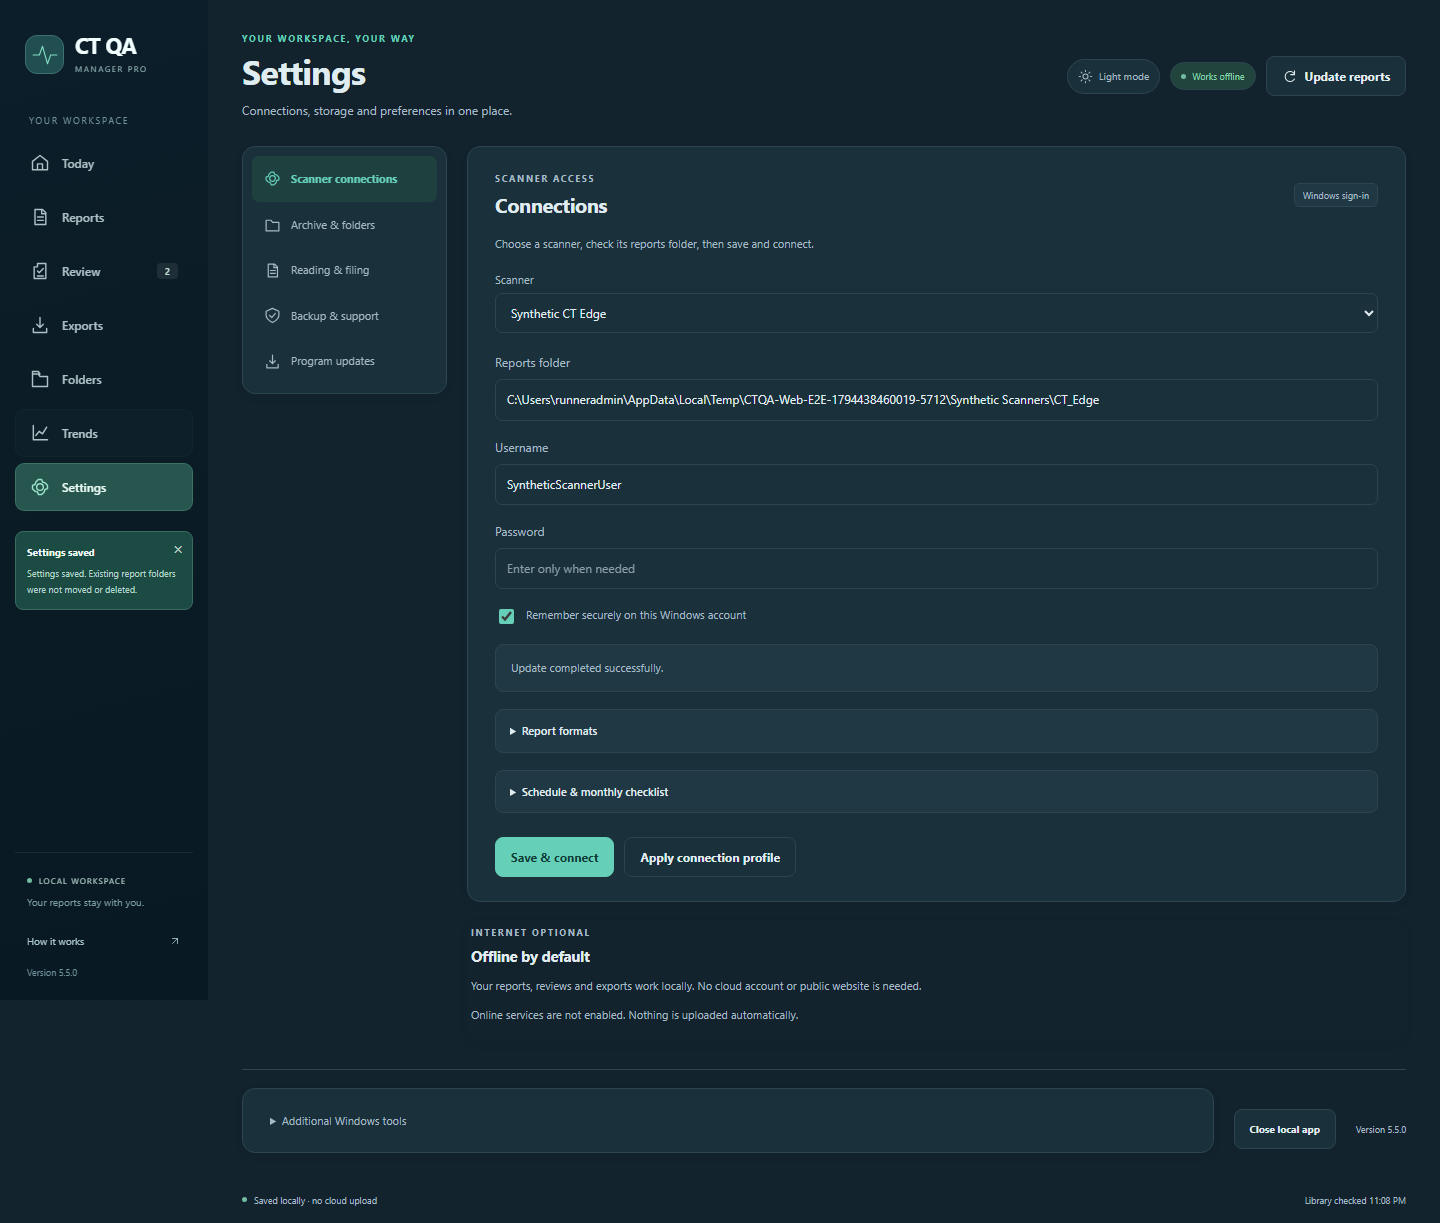 CT QA
MANAGER PRO
YOUR WORKSPACE
Today
Reports
Review 2
Exports
Folders
Trends
Settings
Settings saved
Settings saved. Existing report folders
were not moved or deleted.
LOCAL WORKSPACE
Your reports stay with you.
How it works
Version 5.5.0
YOUR WORKSPACE, YOUR WAY
Settings
Connections, storage and preferences in one place.
Light mode
Works offline
Update reports
Scanner connections
Archive & folders
Reading & filing
Backup & support
Program updates
SCANNER ACCESS
Connections
Windows sign-in
Choose a scanner, check its reports folder, then save and connect.
Scanner
Synthetic CT Edge
Reports folder
C:\Users\runneradmin\AppData\Local\Temp\CTQA-Web-E2E-1794438460019-5712\Synthetic Scanners\CT_Edge
Username
SyntheticScannerUser
Password
Enter only when needed
Remember securely on this Windows account
Update completed successfully.
Report formats
Schedule & monthly checklist
Save & connect
Apply connection profile
INTERNET OPTIONAL
Offline by default
Your reports, reviews and exports work locally. No cloud account or public website is needed.
Online services are not enabled. Nothing is uploaded automatically.
Additional Windows tools
Close local app
Version 5.5.0
Saved locally · no cloud upload
Library checked 11:08 PM